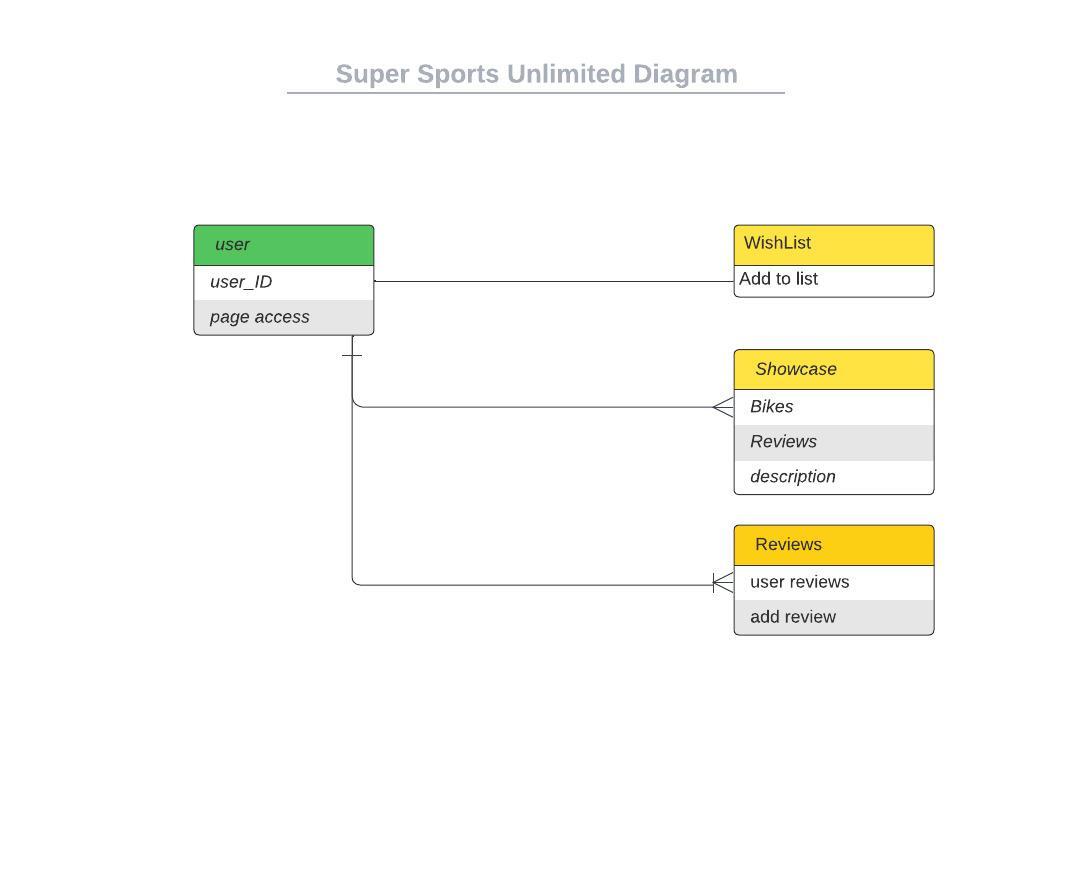 Super Sports Unlimited Diagram
user
user_ID
page access
WishList
Add to list
Showcase
Bikes
Reviews
description
Reviews
user reviews
add review